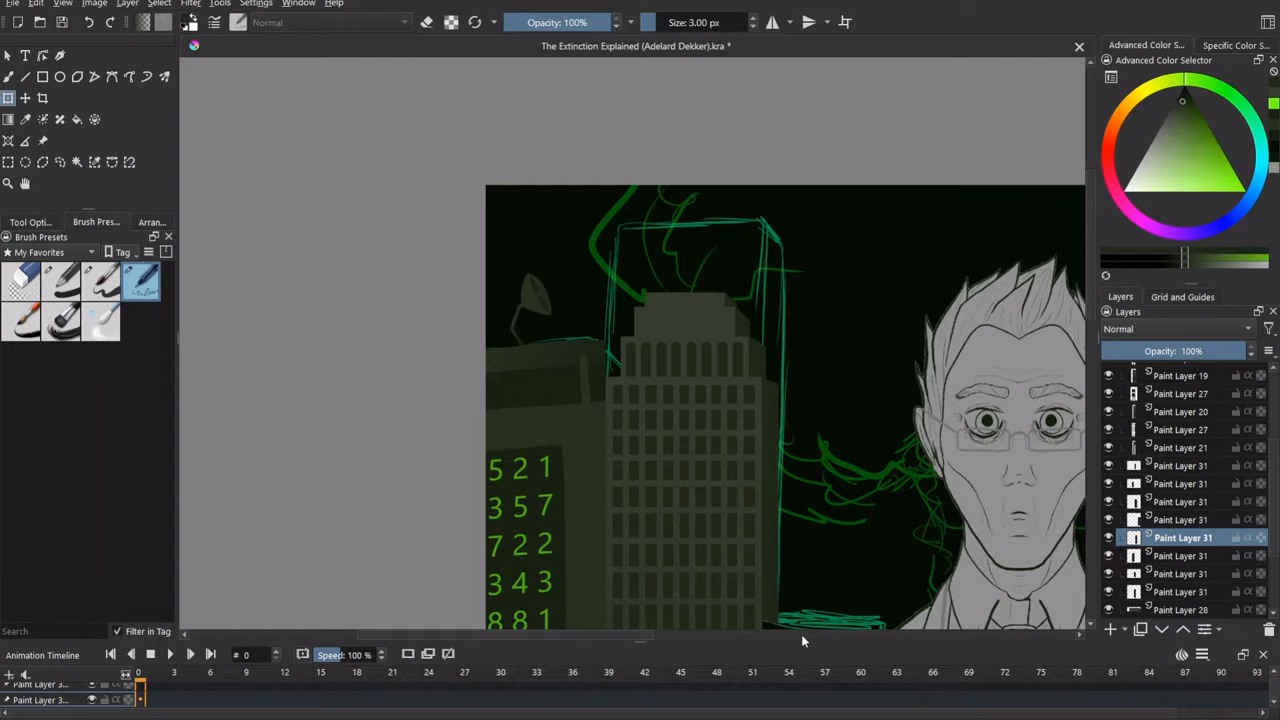 File Edit View Image Layer Select Filter Tools Settings Window Help
Normal Opacity: 100% Size: 3.00 px
The Extinction Explained (Adelard Dekker).kra *
Advanced Color S... Specific Color S...
Advanced Color Selector
Tool Opti... Brush Pres... Arran...
Brush Presets
My Favorites Tag
Layers Grid and Guides
Layers
Normal
Opacity: 100%
Paint Layer 19
Paint Layer 27
Paint Layer 20
Paint Layer 27
Paint Layer 21
Paint Layer 31
Paint Layer 31
Paint Layer 31
Paint Layer 31
Paint Layer 31
Paint Layer 31
Paint Layer 31
Paint Layer 31
Paint Layer 28
5 2 1
3 5 7
7 2 2
3 4 3
8 8 1
Search Filter in Tag
Animation Timeline # 0 Speed: 100 %
0 3 6 9 12 15 18 21 24 27 30 33 36 39 42 45 48 51 54 57 60 63 66 69 72 75 78 81 84 87 90 93
Paint Layer 3...
Paint Layer 3...